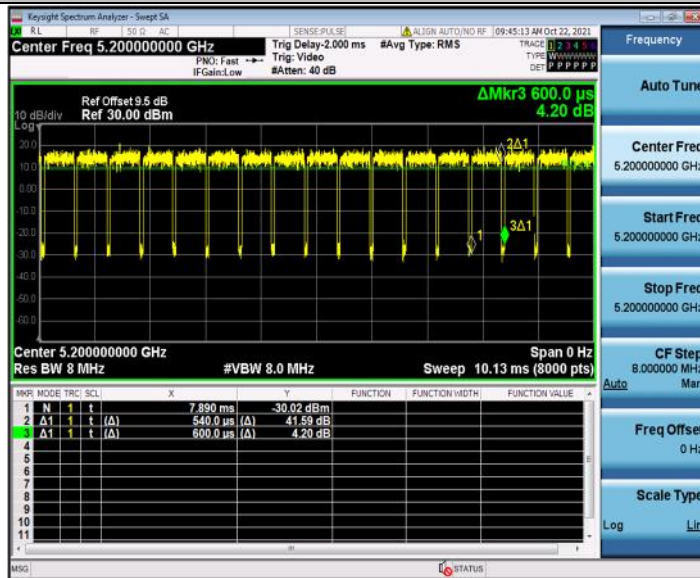 Keysight Spectrum Analyzer - Swept SA
RL RF 50 Ω AC SENSE:PULSE ALIGN AUTO/NO RF 09:45:13 AM Oct 22, 2021
Center Freq 5.200000000 GHz
PNO: Fast
IFGain:Low
Trig Delay-2.000 ms
Trig: Video
#Atten: 40 dB
#Avg Type: RMS
TRACE 1 2 3 4 5 6
TYPE WWWWWW
DET P P P P P P
ΔMkr3 600.0 µs
4.20 dB
Ref Offset 9.5 dB
10 dB/div Ref 30.00 dBm
Log
20.0
10.0
0.00
-10.0
-20.0
-30.0
-40.0
-50.0
-60.0
2Δ1
1
3Δ1
Center 5.200000000 GHz Span 0 Hz
Res BW 8 MHz #VBW 8.0 MHz Sweep 10.13 ms (8000 pts)
MKR MODE TRC SCL X Y FUNCTION FUNCTION WIDTH FUNCTION VALUE
1 N 1 t 7.890 ms -30.02 dBm
2 Δ1 1 t (Δ) 540.0 µs (Δ) 41.59 dB
3 Δ1 1 t (Δ) 600.0 µs (Δ) 4.20 dB
4
5
6
7
8
9
10
11
MSG STATUS
Frequency
Auto Tune
Center Freq
5.200000000 GHz
Start Freq
5.200000000 GHz
Stop Freq
5.200000000 GHz
CF Step
8.000000 MHz
Auto Man
Freq Offset
0 Hz
Scale Type
Log Lin